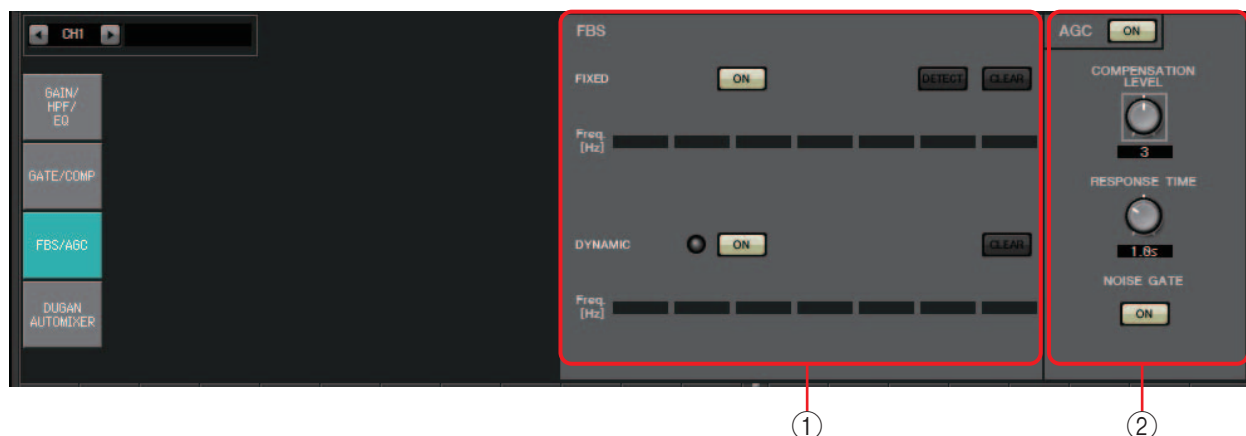 CH1
GAIN/
HPF/
EQ
GATE/COMP
FBS/AGC
DUGAN
AUTOMIXER
FBS
FIXED ON DETECT CLEAR
Freq.
[Hz]
DYNAMIC ON CLEAR
Freq.
[Hz]
AGC ON
COMPENSATION
LEVEL
3
RESPONSE TIME
1.0s
NOISE GATE
ON
① ②